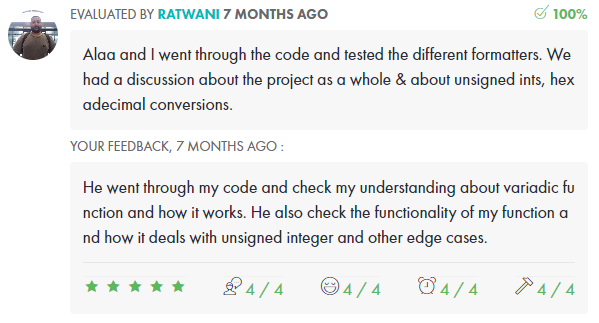 EVALUATED BY RATWANI 7 MONTHS AGO 100%
Alaa and I went through the code and tested the different formatters. We
had a discussion about the project as a whole & about unsigned ints, hex
adecimal conversions.
YOUR FEEDBACK, 7 MONTHS AGO :
He went through my code and check my understanding about variadic fu
nction and how it works. He also check the functionality of my function a
nd how it deals with unsigned integer and other edge cases.
4 / 4 4 / 4 4 / 4 4 / 4